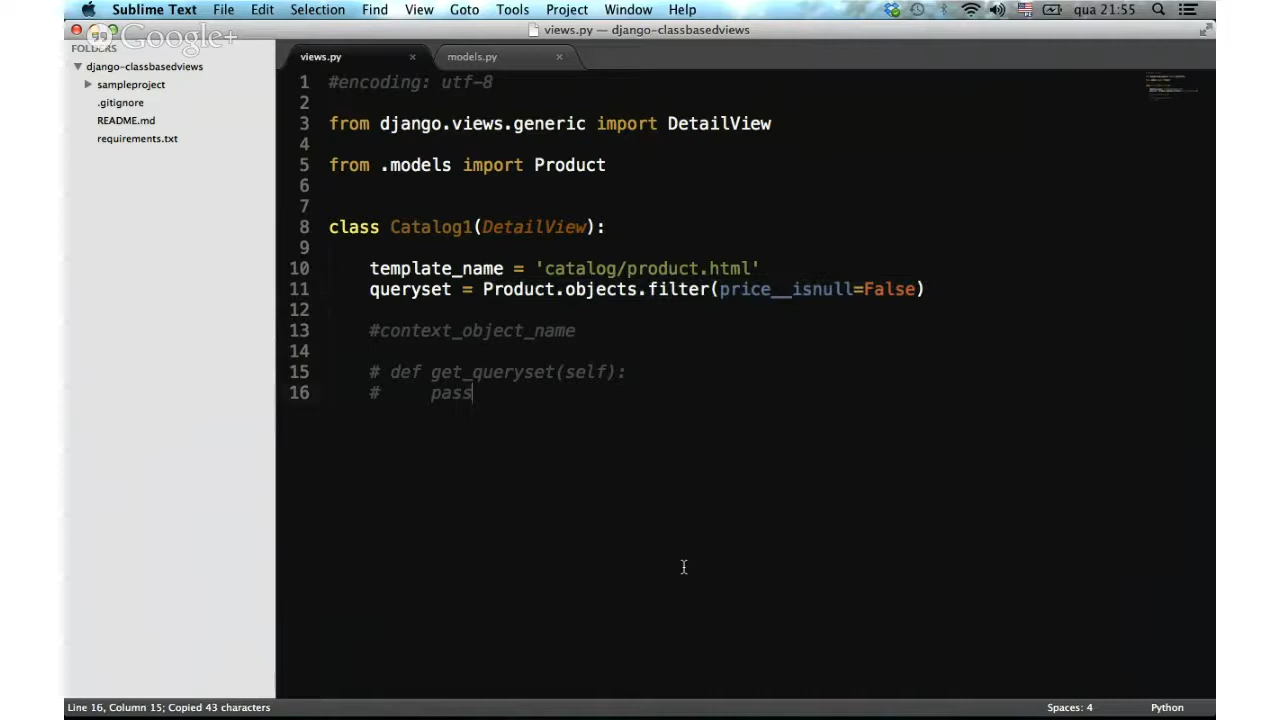 Sublime Text File Edit Selection Find View Goto Tools Project Window Help qua 21:55
views.py — django-classbasedviews
Google+
FOLDERS
django-classbasedviews
sampleproject
.gitignore
README.md
requirements.txt
views.py × models.py ×
1 #encoding: utf-8
2
3 from django.views.generic import DetailView
4
5 from .models import Product
6
7
8 class Catalog1(DetailView):
9
10 template_name = 'catalog/product.html'
11 queryset = Product.objects.filter(price__isnull=False)
12
13 #context_object_name
14
15 # def get_queryset(self):
16 #     pass
Line 16, Column 15; Copied 43 characters Spaces: 4 Python